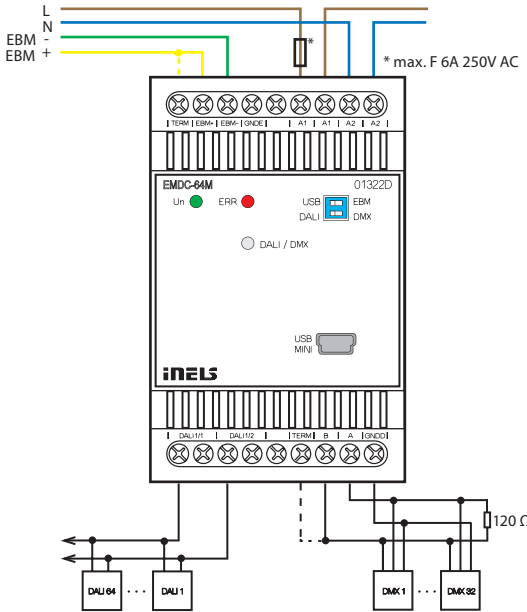 L
N
EBM -
EBM +
*
* max. F 6A 250V AC
TERM EBM+ EBM- GNDE A1 A1 A2 A2
EMDC-64M 01322D
Un ERR USB EBM
DALI DMX
DALI / DMX
USB
MINI
iNELS
DALI1/1 DALI1/2 TERM B A GNDD
120 Ω
DALI 64 ... DALI 1 DMX 1 ... DMX 32